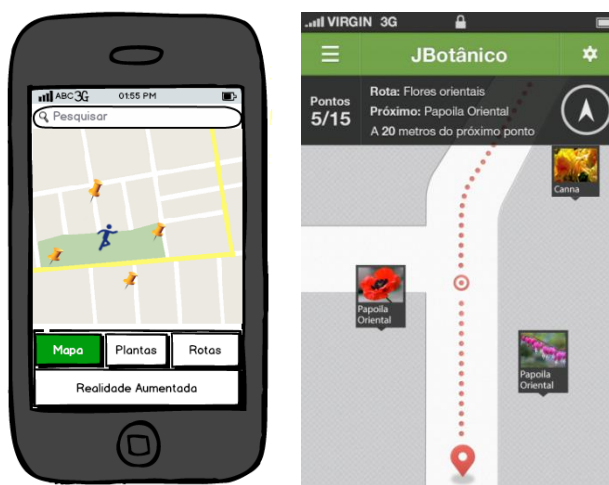 ABC 3G 01:55 PM
Pesquisar
Mapa Plantas Rotas
Realidade Aumentada
VIRGIN 3G
JBotânico
Pontos
5/15
Rota: Flores orientais
Próximo: Papoila Oriental
A 20 metros do próximo ponto
Canna
Papoila
Oriental
Papoila
Oriental